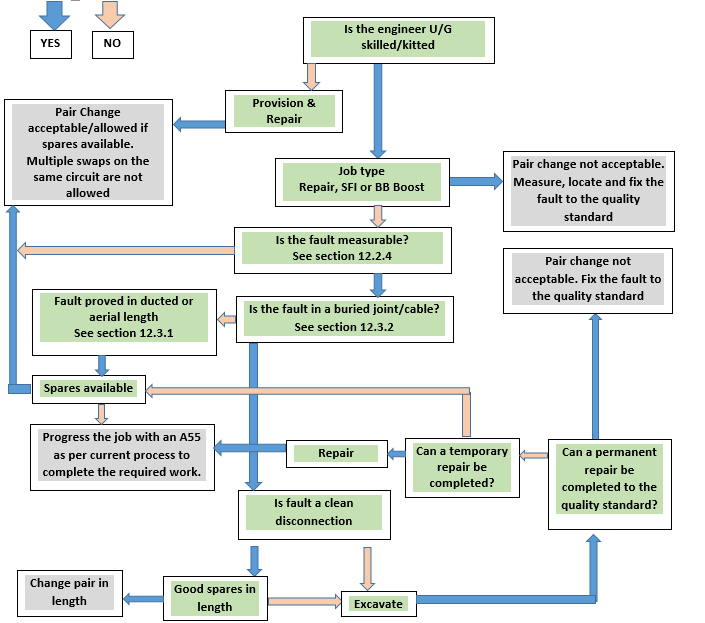 YES
NO
Is the engineer U/G
skilled/kitted
Provision &
Repair
Pair Change
acceptable/allowed if
spares available.
Multiple swaps on the
same circuit are not
allowed
Job type
Repair, SFI or BB Boost
Pair change not acceptable.
Measure, locate and fix the
fault to the quality
standard
Is the fault measurable?
See section 12.2.4
Pair change not
acceptable. Fix the fault to
the quality standard
Fault proved in ducted or
aerial length
See section 12.3.1
Is the fault in a buried joint/cable?
See section 12.3.2
Spares available
Progress the job with an A55
as per current process to
complete the required work.
Repair
Can a temporary
repair be
completed?
Can a permanent
repair be
completed to the
quality standard?
Is fault a clean
disconnection
Change pair in
length
Good spares in
length
Excavate